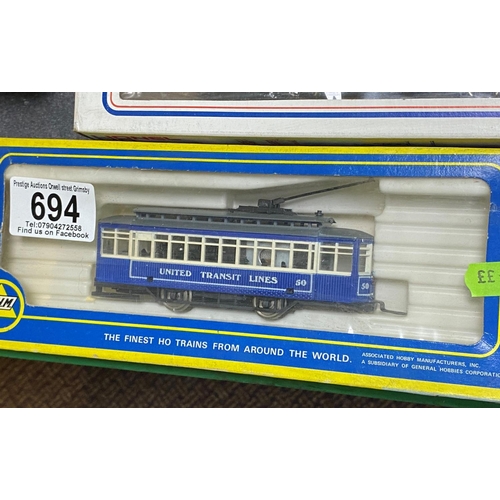 Prestige Auctions Orwell street Grimsby
694
Tel:07904272558
Find us on Facebook
UNITED TRANSIT LINES 50
50
££
THE FINEST HO TRAINS FROM AROUND THE WORLD.
ASSOCIATED HOBBY MANUFACTURERS, INC.
A SUBSIDIARY OF GENERAL HOBBIES CORPORATION